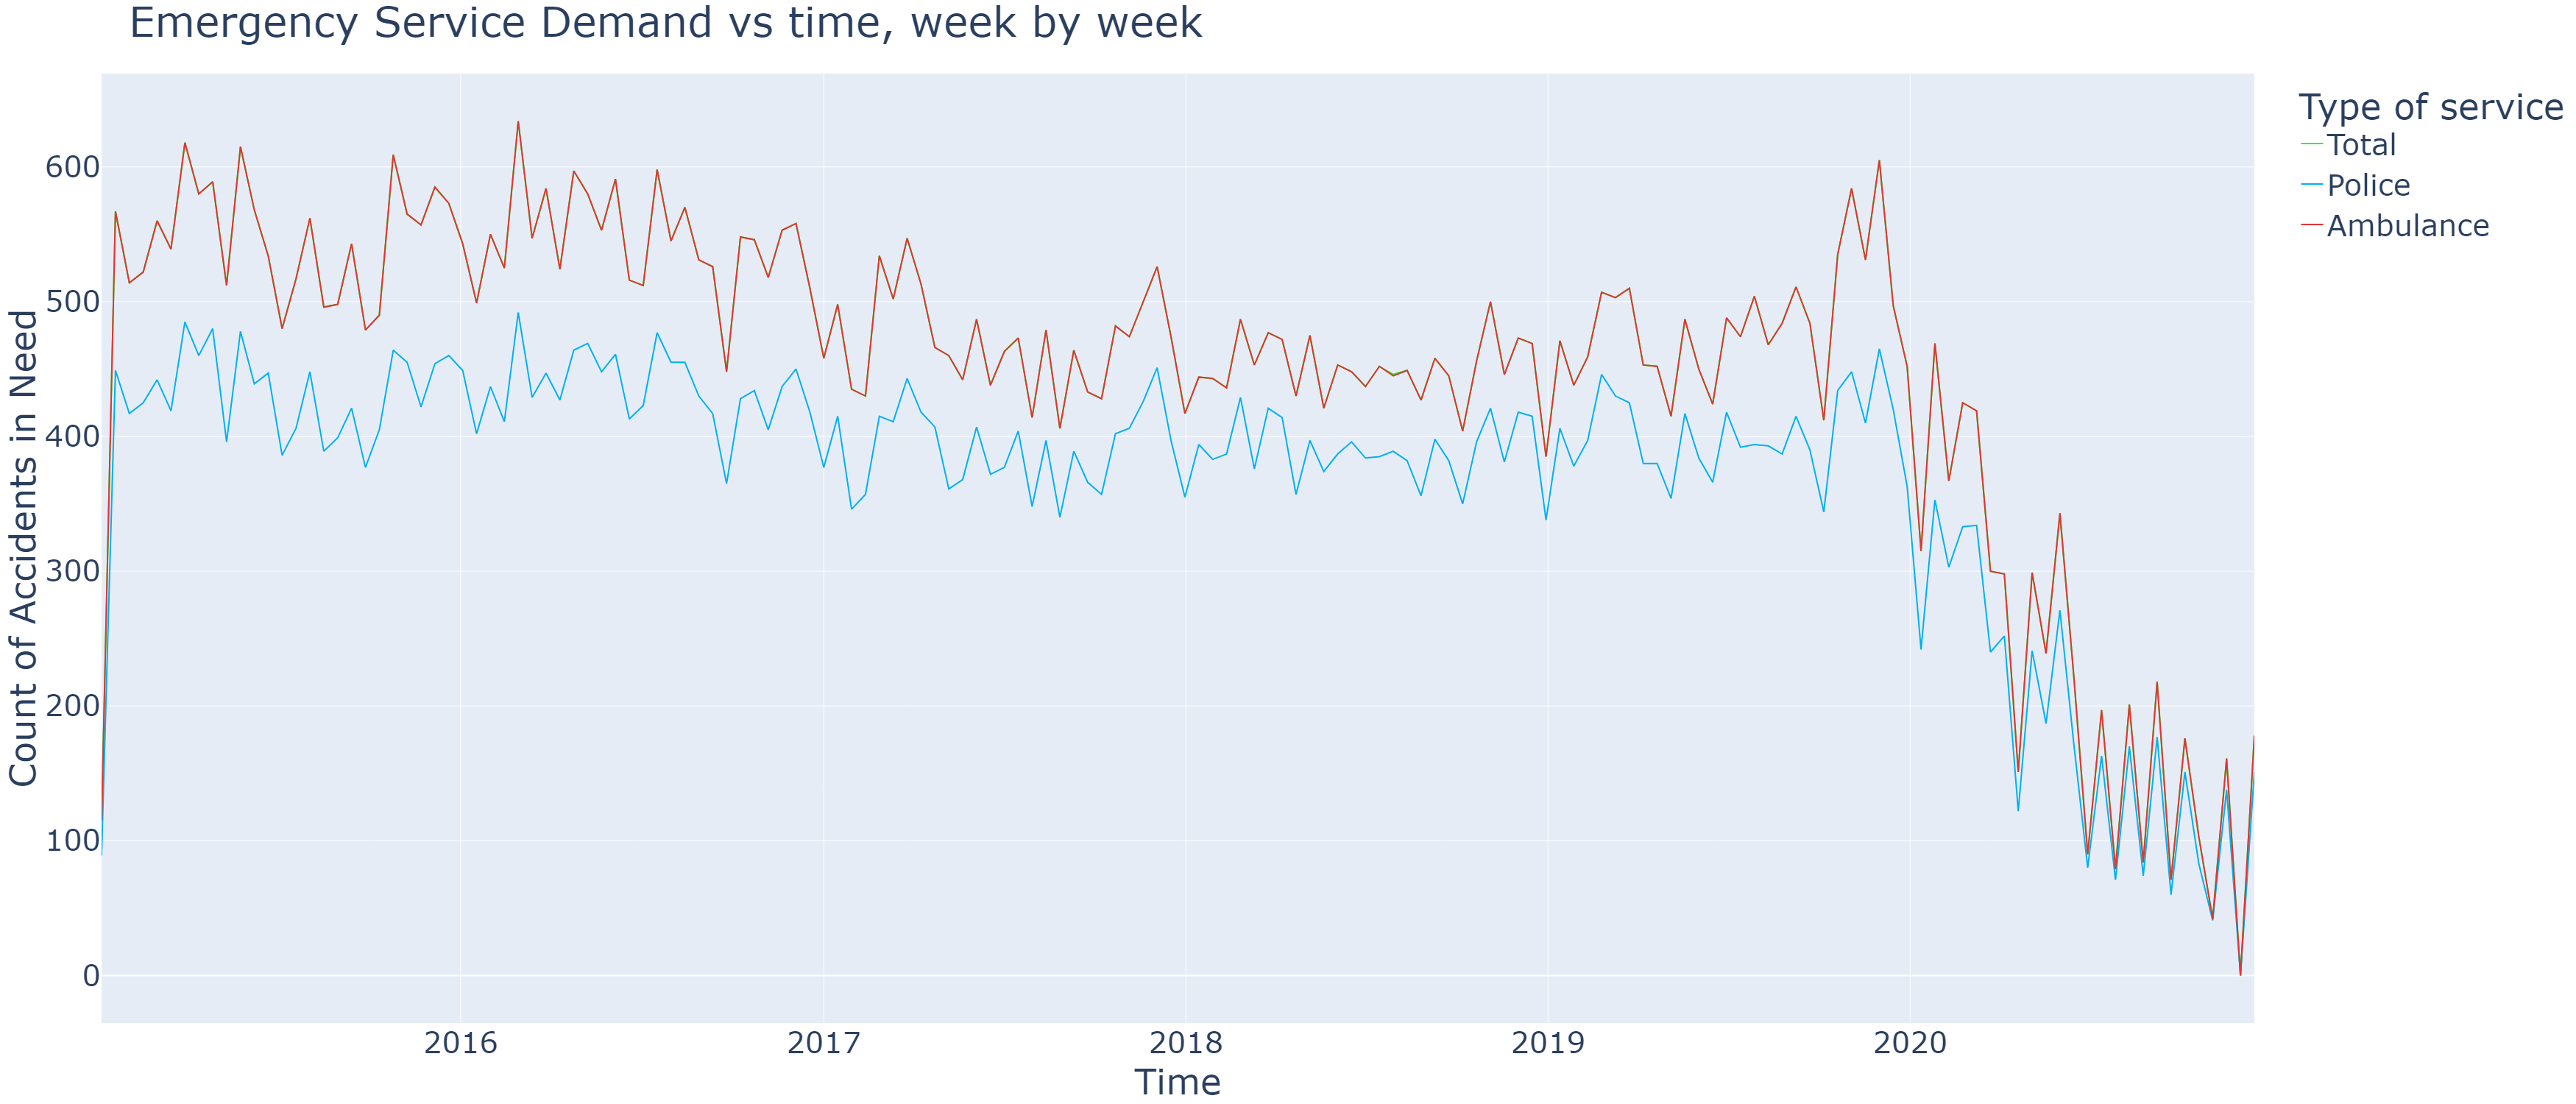 Emergency Service Demand vs time, week by week
Type of service
Total
Police
Ambulance
Count of Accidents in Need
600
500
400
300
200
100
0
2016
2017
2018
2019
2020
Time